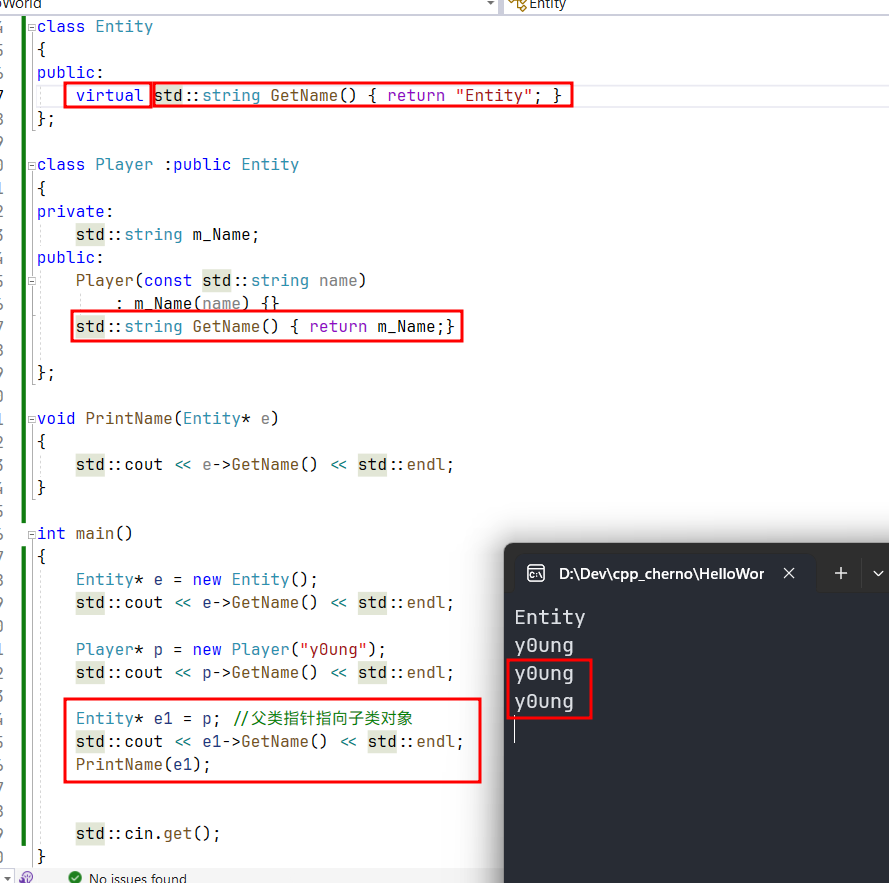 World Entity
class Entity
{
public:
virtual std::string GetName() { return "Entity"; }
};
class Player :public Entity
{
private:
std::string m_Name;
public:
Player(const std::string name)
: m_Name(name) {}
std::string GetName() { return m_Name;}
};
void PrintName(Entity* e)
{
std::cout << e->GetName() << std::endl;
}
int main()
{
Entity* e = new Entity();
std::cout << e->GetName() << std::endl;
Player* p = new Player("y0ung");
std::cout << p->GetName() << std::endl;
Entity* e1 = p; //父类指针指向子类对象
std::cout << e1->GetName() << std::endl;
PrintName(e1);
std::cin.get();
}
No issues found
D:\Dev\cpp_cherno\HelloWor
Entity
y0ung
y0ung
y0ung